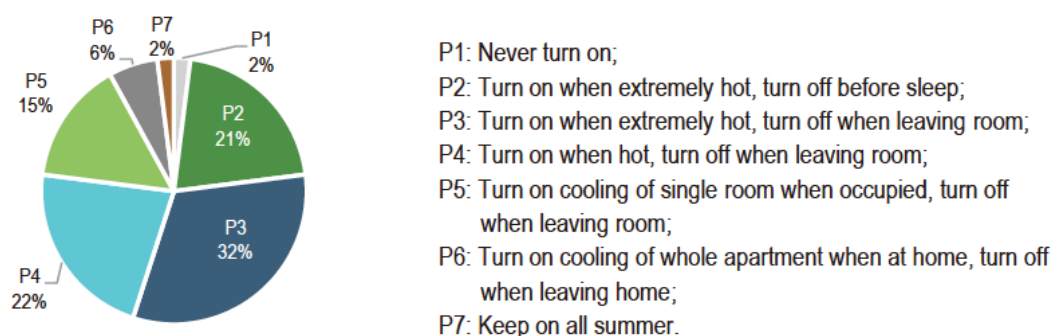 P6
6%
P7
2%
P1
2%
P5
15%
P2
21%
P3
32%
P4
22%
P1: Never turn on;
P2: Turn on when extremely hot, turn off before sleep;
P3: Turn on when extremely hot, turn off when leaving room;
P4: Turn on when hot, turn off when leaving room;
P5: Turn on cooling of single room when occupied, turn off
when leaving room;
P6: Turn on cooling of whole apartment when at home, turn off
when leaving home;
P7: Keep on all summer.